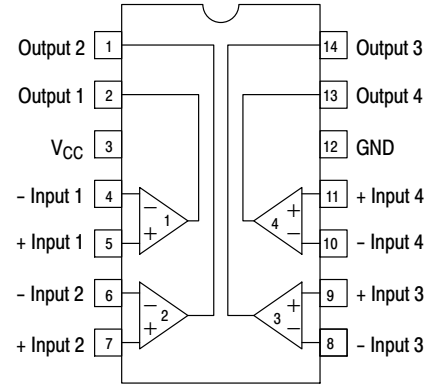 Output 2 1
Output 1 2
VCC 3
– Input 1 4
+ Input 1 5
– Input 2 6
+ Input 2 7
– + 1
– + 2
14 Output 3
13 Output 4
12 GND
11 + Input 4
10 – Input 4
9 + Input 3
8 – Input 3
+ – 4
+ – 3